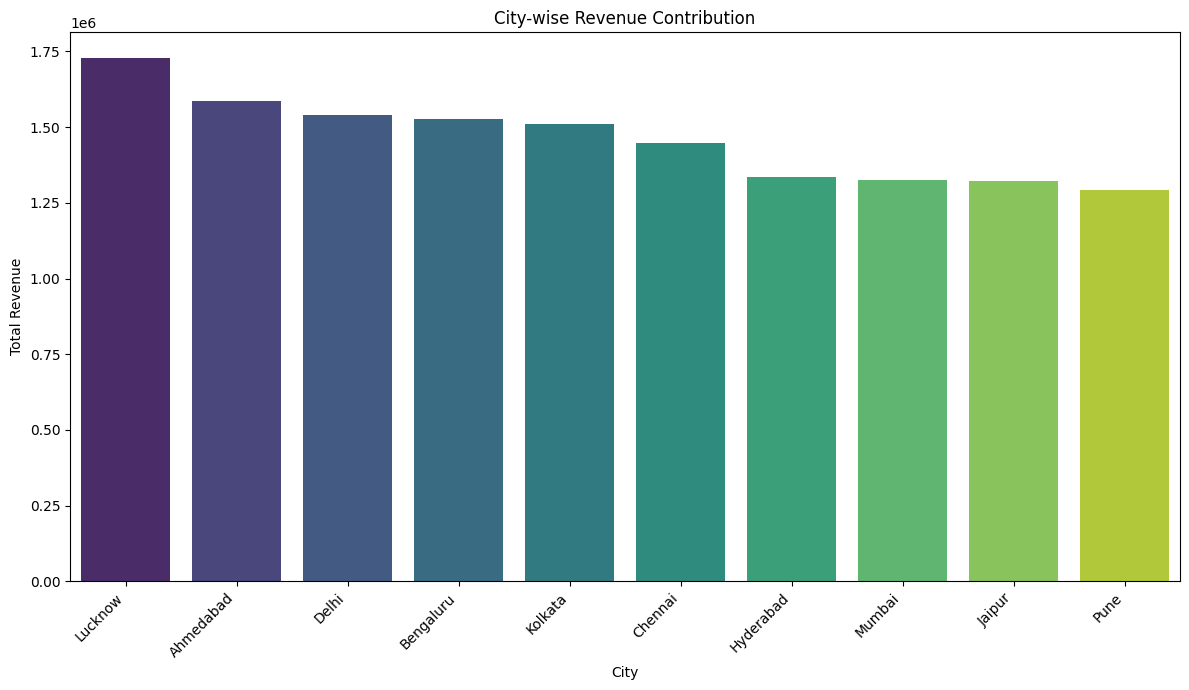 City-wise Revenue Contribution
1e6
1.75
1.50
1.25
1.00
0.75
0.50
0.25
0.00
Total Revenue
Lucknow
Ahmedabad
Delhi
Bengaluru
Kolkata
Chennai
Hyderabad
Mumbai
Jaipur
Pune
City